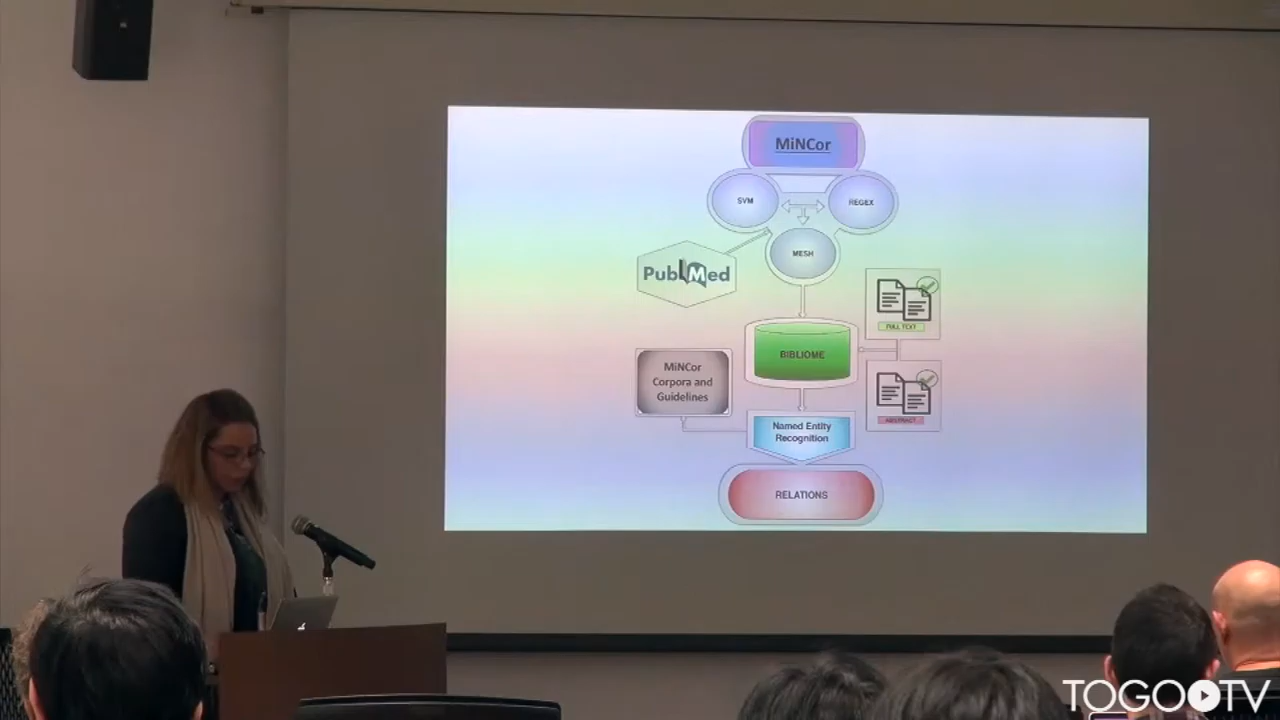 MiNCor
SVM
REGEX
MESH
PubMed
FULL TEXT
BIBLIOME
MiNCor
Corpora and
Guidelines
ABSTRACT
Named Entity
Recognition
RELATIONS
TOGO TV